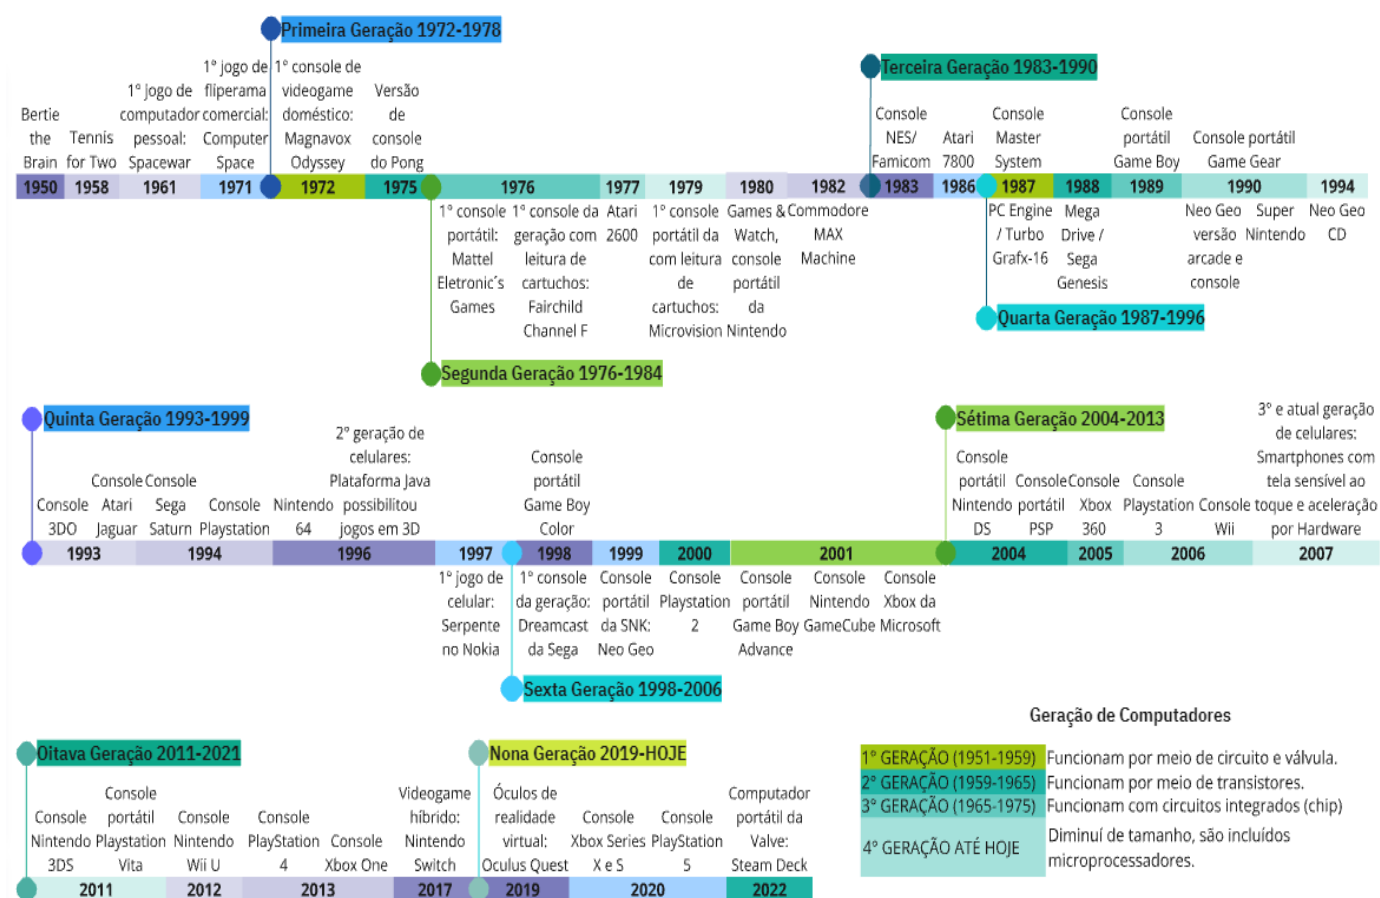 Primeira Geração 1972-1978
Terceira Geração 1983-1990
Bertie
the
Brain
Tennis
for Two
1º jogo de
computador
pessoal:
Spacewar
1º jogo de
fliperama
comercial:
Computer
Space
1º console de
videogame
doméstico:
Magnavox
Odyssey
Versão
de
console
do Pong
Console
NES/
Famicom
Atari
7800
Console
Master
System
Console
portátil
Game Boy
Console portátil
Game Gear
1950 1958 1961 1971 1972 1975 1976 1977 1979 1980 1982 1983 1986 1987 1988 1989 1990 1994
1º console
portátil:
Mattel
Eletronic´s
Games
1º console da
geração com
leitura de
cartuchos:
Fairchild
Channel F
Atari
2600
1º console
portátil da
com leitura
de
cartuchos:
Microvision
Games &
Watch,
console
portátil
da
Nintendo
Commodore
MAX
Machine
PC Engine
/ Turbo
Grafx-16
Mega
Drive /
Sega
Genesis
Neo Geo
versão
arcade e
console
Super
Nintendo
Neo Geo
CD
Quarta Geração 1987-1996
Segunda Geração 1976-1984
Quinta Geração 1993-1999
Sétima Geração 2004-2013
Console
3DO
Console
Atari
Jaguar
Console
Sega
Saturn
Console
Playstation
Nintendo
64
2º geração de
celulares:
Plataforma Java
possibilitou
jogos em 3D
Console
portátil
Game Boy
Color
Console
portátil
Nintendo
DS
Console
portátil
PSP
Console
Xbox
360
Console
Playstation
3
Console
Wii
3º e atual geração
de celulares:
Smartphones com
tela sensível ao
toque e aceleração
por Hardware
1993 1994 1996 1997 1998 1999 2000 2001 2004 2005 2006 2007
1º jogo de
celular:
Serpente
no Nokia
1º console
da geração:
Dreamcast
da Sega
Console
portátil
da SNK:
Neo Geo
Console
Playstation
2
Console
portátil
Game Boy
Advance
Console
Nintendo
GameCube
Console
Xbox da
Microsoft
Sexta Geração 1998-2006
Oitava Geração 2011-2021
Nona Geração 2019-HOJE
Console
Nintendo
3DS
Console
portátil
Playstation
Vita
Console
Nintendo
Wii U
Console
PlayStation
4
Console
Xbox One
Videogame
híbrido:
Nintendo
Switch
Óculos de
realidade
virtual:
Oculus Quest
Console
Xbox Series
X e S
Console
PlayStation
5
Computador
portátil da
Valve:
Steam Deck
2011 2012 2013 2017 2019 2020 2022
Geração de Computadores
1º GERAÇÃO (1951-1959) Funcionam por meio de circuito e válvula.
2º GERAÇÃO (1959-1965) Funcionam por meio de transistores.
3º GERAÇÃO (1965-1975) Funcionam com circuitos integrados (chip)
4º GERAÇÃO ATÉ HOJE
Diminuí de tamanho, são incluídos
microprocessadores.